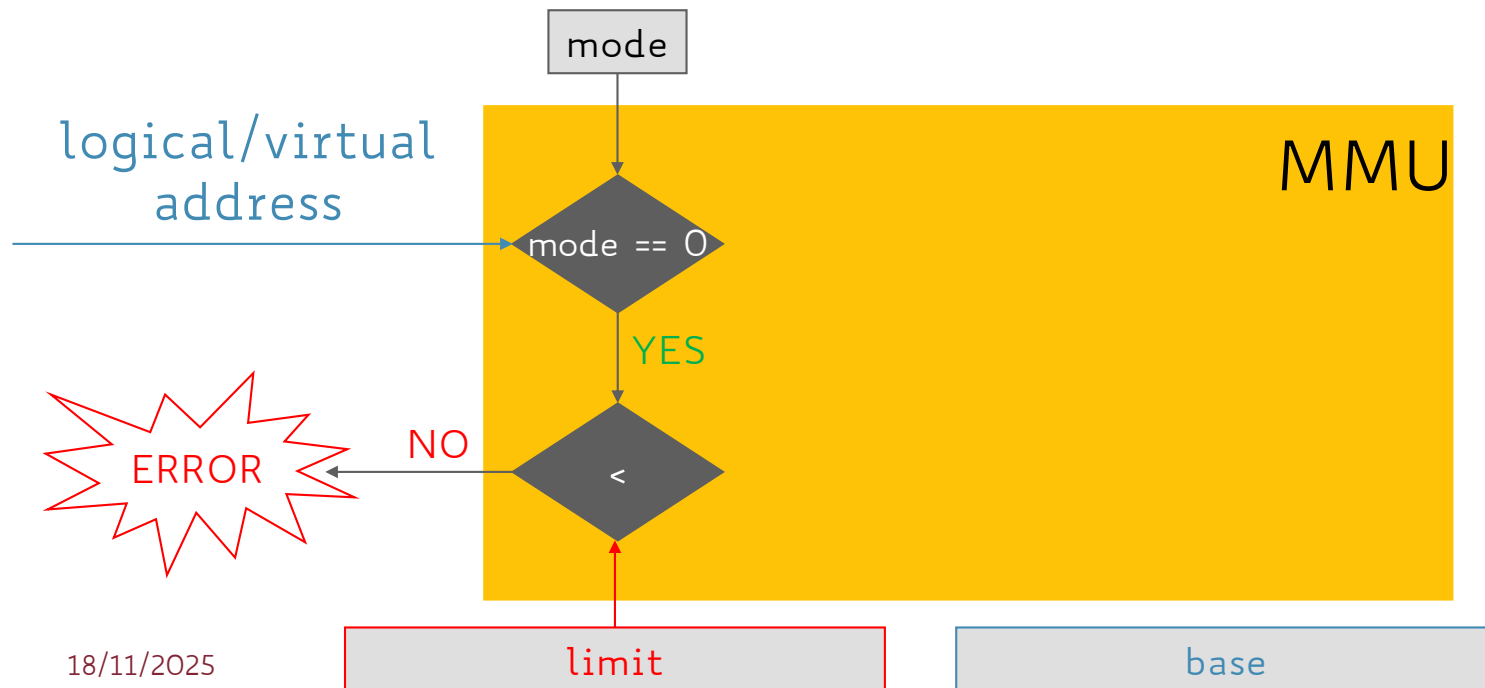 mode
logical/virtual
address
MMU
mode == 0
YES
NO
ERROR
<
18/11/2025
limit
base